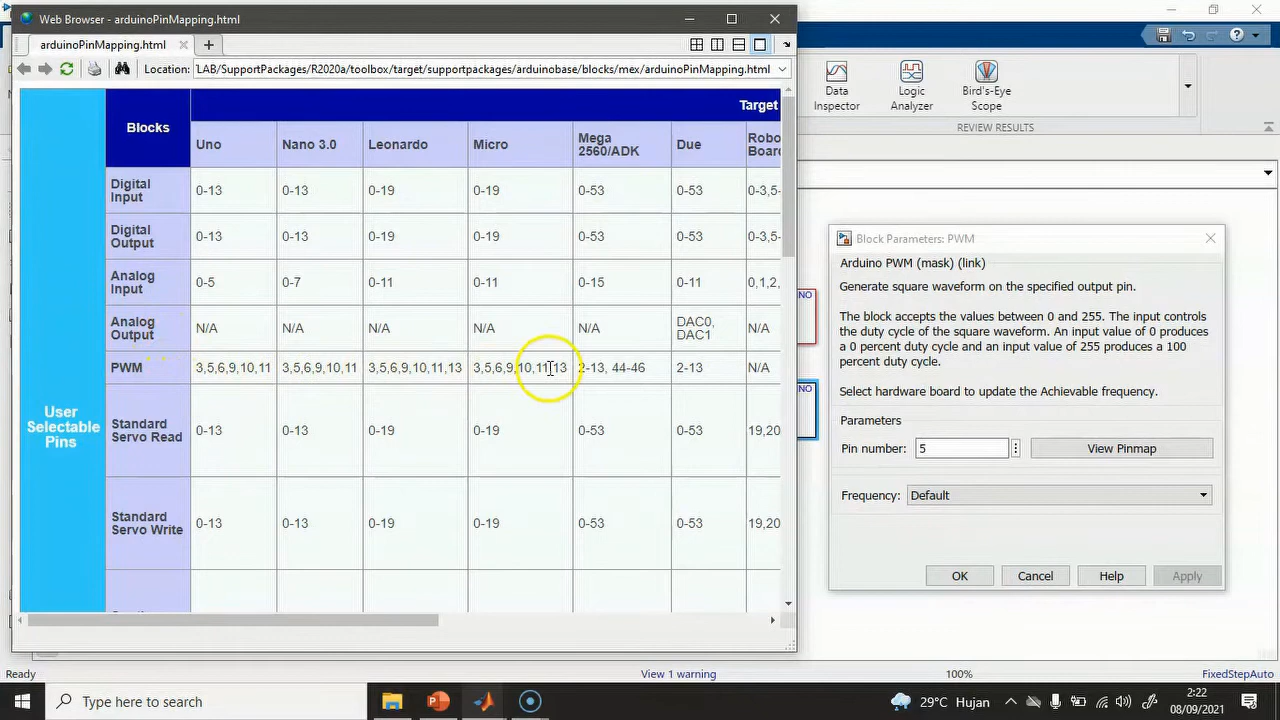 Web Browser - arduinoPinMapping.html
arduinoPinMapping.html
Location: 'LAB/SupportPackages/R2020a/toolbox/target/supportpackages/arduinobase/blocks/mex/arduinoPinMapping.html
Blocks
Target
Uno
Nano 3.0
Leonardo
Micro
Mega
2560/ADK
Due
Robo
Board
User
Selectable
Pins
Digital
Input
0-13
0-13
0-19
0-19
0-53
0-53
0-3,5-
Digital
Output
0-13
0-13
0-19
0-19
0-53
0-53
0-3,5-
Analog
Input
0-5
0-7
0-11
0-11
0-15
0-11
0,1,2,
Analog
Output
N/A
N/A
N/A
N/A
N/A
DAC0,
DAC1
N/A
PWM
3,5,6,9,10,11
3,5,6,9,10,11
3,5,6,9,10,11,13
3,5,6,9,10,11,13
2-13, 44-46
2-13
N/A
Standard
Servo Read
0-13
0-13
0-19
0-19
0-53
0-53
19,20
Standard
Servo Write
0-13
0-13
0-19
0-19
0-53
0-53
19,20
Data
Inspector
Logic
Analyzer
Bird's-Eye
Scope
REVIEW RESULTS
NO
NO
Block Parameters: PWM
Arduino PWM (mask) (link)
Generate square waveform on the specified output pin.
The block accepts the values between 0 and 255. The input controls
the duty cycle of the square waveform. An input value of 0 produces
a 0 percent duty cycle and an input value of 255 produces a 100
percent duty cycle.
Select hardware board to update the Achievable frequency.
Parameters
Pin number: 5
View Pinmap
Frequency: Default
OK
Cancel
Help
Apply
Ready
View 1 warning
100%
FixedStepAuto
Type here to search
29°C Hujan
2:22
08/09/2021